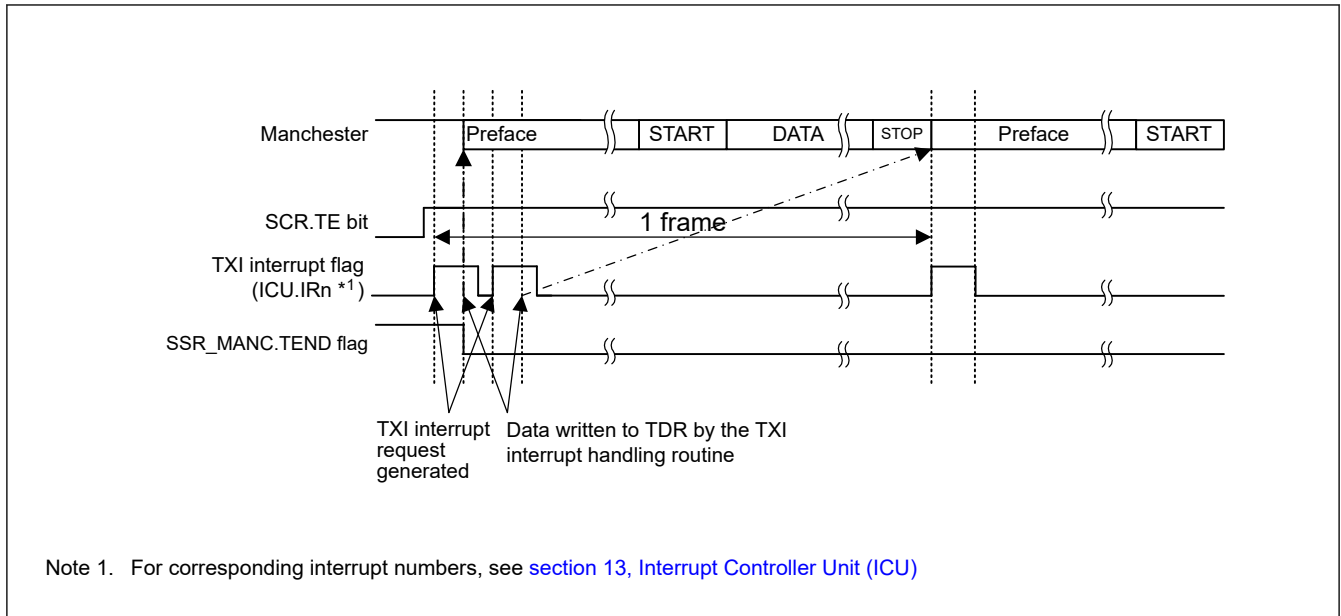 Manchester
Preface START DATA STOP Preface START
SCR.TE bit
1 frame
TXI interrupt flag
(ICU.IRn *1)
SSR_MANC.TEND flag
TXI interrupt
request
generated
Data written to TDR by the TXI
interrupt handling routine
Note 1. For corresponding interrupt numbers, see section 13, Interrupt Controller Unit (ICU)